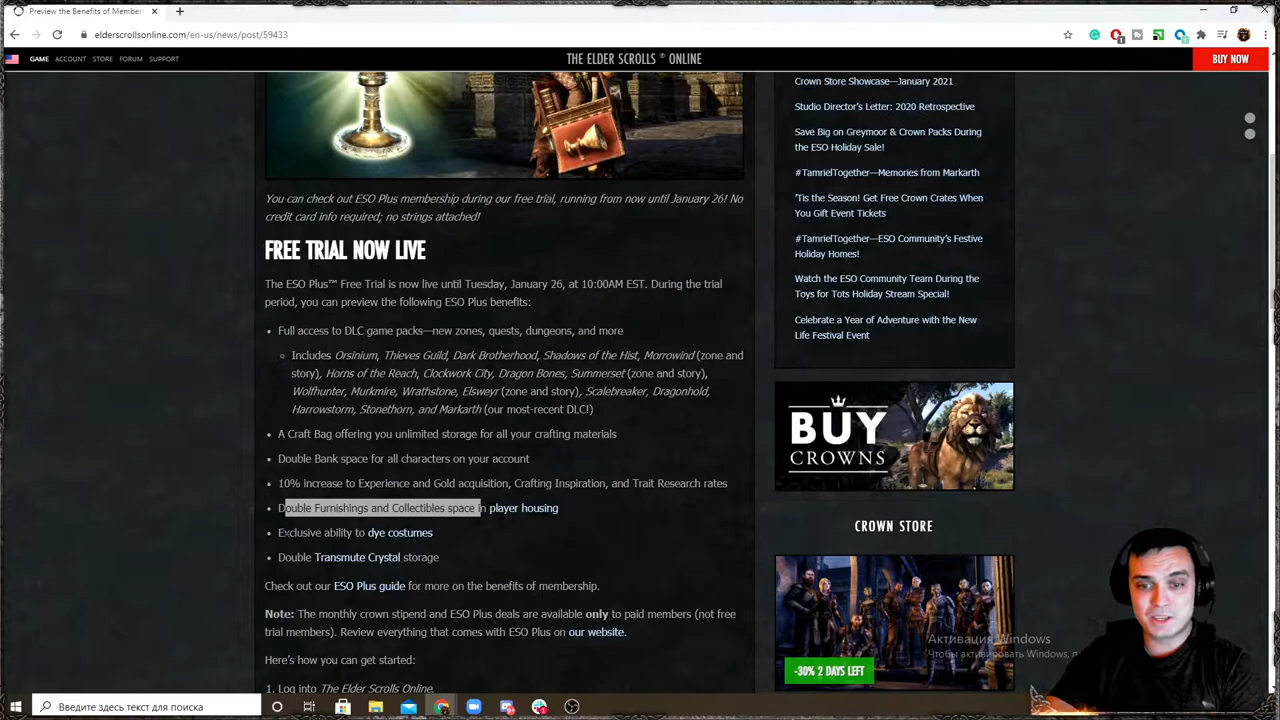 Preview the Benefits of Member
elderscrollsonline.com/en-us/news/post/59433
GAME ACCOUNT STORE FORUM SUPPORT
THE ELDER SCROLLS ® ONLINE
BUY NOW
You can check out ESO Plus membership during our free trial, running from now until January 26! No
credit card info required; no strings attached!
FREE TRIAL NOW LIVE
The ESO Plus™ Free Trial is now live until Tuesday, January 26, at 10:00AM EST. During the trial
period, you can preview the following ESO Plus benefits:
• Full access to DLC game packs—new zones, quests, dungeons, and more
Includes Orsinium, Thieves Guild, Dark Brotherhood, Shadows of the Hist, Morrowind (zone and
story), Horns of the Reach, Clockwork City, Dragon Bones, Summerset (zone and story),
Wolfhunter, Murkmire, Wrathstone, Elsweyr (zone and story), Scalebreaker, Dragonhold,
Harrowstorm, Stonethorn, and Markarth (our most-recent DLC!)
• A Craft Bag offering you unlimited storage for all your crafting materials
• Double Bank space for all characters on your account
• 10% increase to Experience and Gold acquisition, Crafting Inspiration, and Trait Research rates
• Double Furnishings and Collectibles space in player housing
• Exclusive ability to dye costumes
• Double Transmute Crystal storage
Check out our ESO Plus guide for more on the benefits of membership.
Note: The monthly crown stipend and ESO Plus deals are available only to paid members (not free
trial members). Review everything that comes with ESO Plus on our website.
Here's how you can get started:
1. Log into The Elder Scrolls Online.
Crown Store Showcase—January 2021
Studio Director's Letter: 2020 Retrospective
Save Big on Greymoor & Crown Packs During
the ESO Holiday Sale!
#TamrielTogether—Memories from Markarth
'Tis the Season! Get Free Crown Crates When
You Gift Event Tickets
#TamrielTogether—ESO Community's Festive
Holiday Homes!
Watch the ESO Community Team During the
Toys for Tots Holiday Stream Special!
Celebrate a Year of Adventure with the New
Life Festival Event
BUY
CROWNS
CROWN STORE
-30% 2 DAYS LEFT
Активация Windows
Чтобы активировать Windows,
Введите здесь текст для поиска